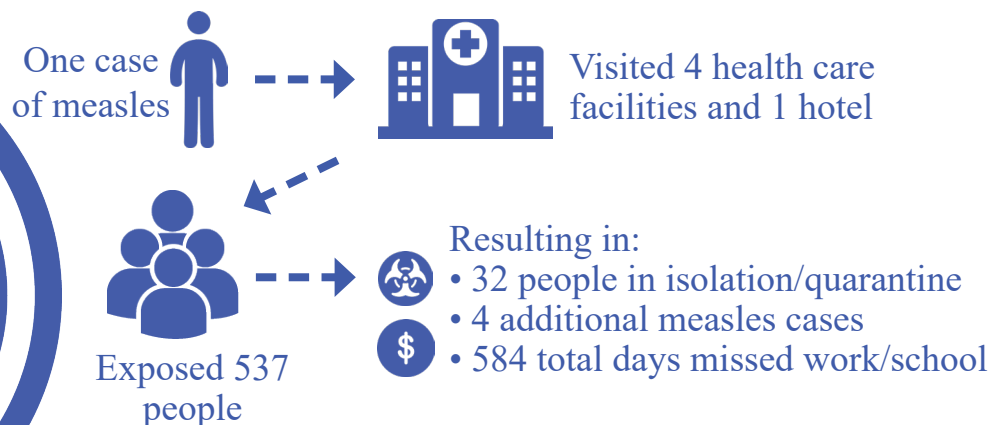 One case
of measles
Visited 4 health care
facilities and 1 hotel
Exposed 537
people
Resulting in:
• 32 people in isolation/quarantine
• 4 additional measles cases
$
• 584 total days missed work/school